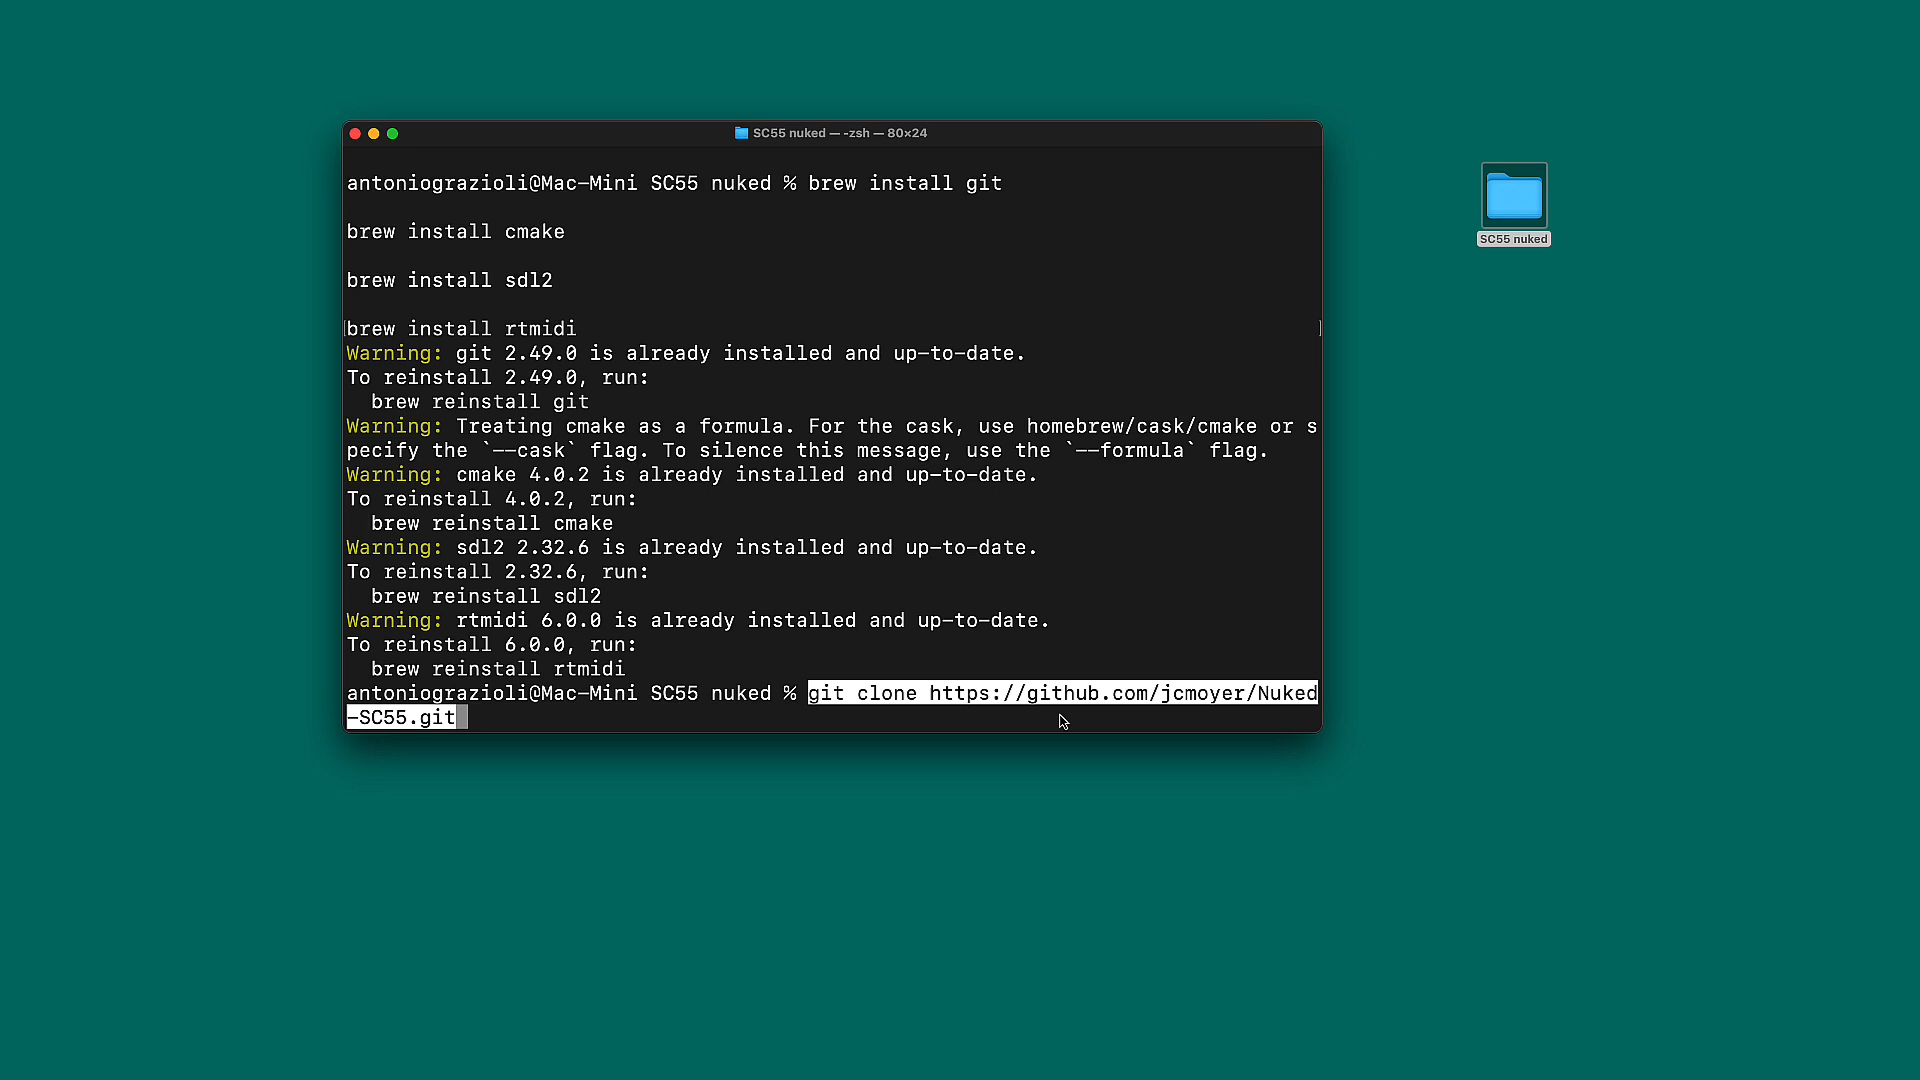 SC55 nuked — -zsh — 80×24
antoniograzioli@Mac-Mini SC55 nuked % brew install git
brew install cmake
brew install sdl2
brew install rtmidi
Warning: git 2.49.0 is already installed and up-to-date.
To reinstall 2.49.0, run:
  brew reinstall git
Warning: Treating cmake as a formula. For the cask, use homebrew/cask/cmake or s
pecify the `--cask` flag. To silence this message, use the `--formula` flag.
Warning: cmake 4.0.2 is already installed and up-to-date.
To reinstall 4.0.2, run:
  brew reinstall cmake
Warning: sdl2 2.32.6 is already installed and up-to-date.
To reinstall 2.32.6, run:
  brew reinstall sdl2
Warning: rtmidi 6.0.0 is already installed and up-to-date.
To reinstall 6.0.0, run:
  brew reinstall rtmidi
antoniograzioli@Mac-Mini SC55 nuked % git clone https://github.com/jcmoyer/Nuked
-SC55.git
SC55 nuked